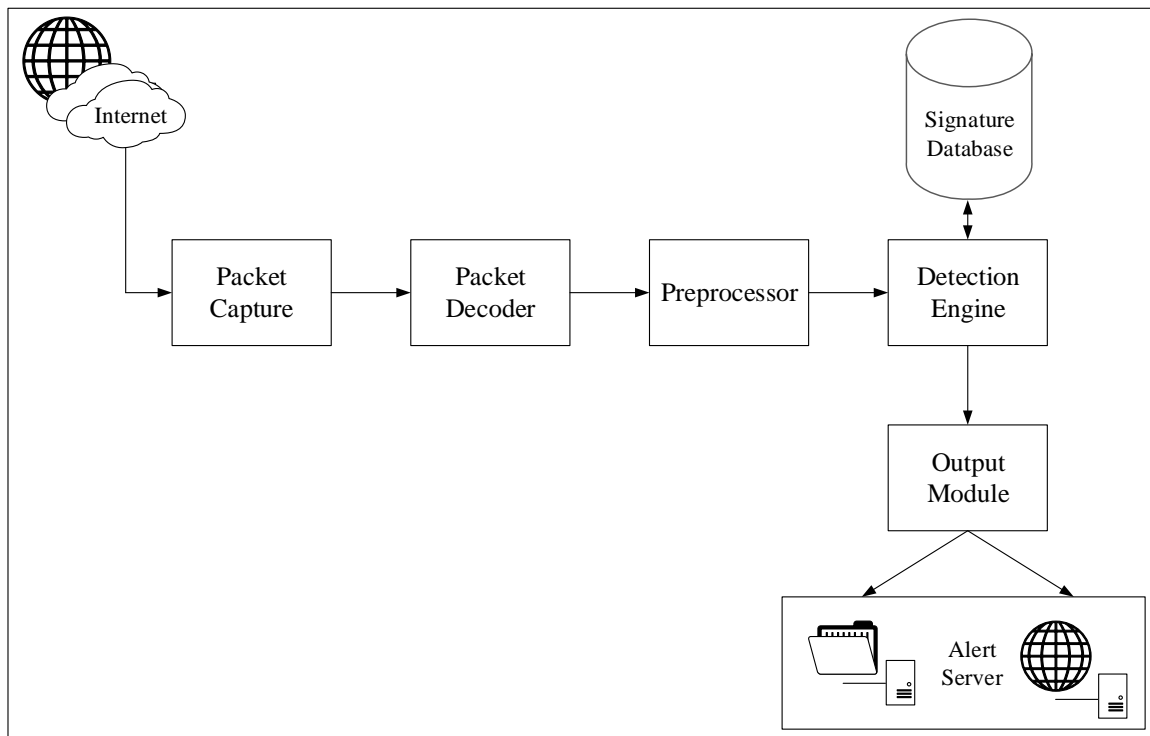 Internet
Signature
Database
Packet
Capture
Packet
Decoder
Preprocessor
Detection
Engine
Output
Module
Alert
Server